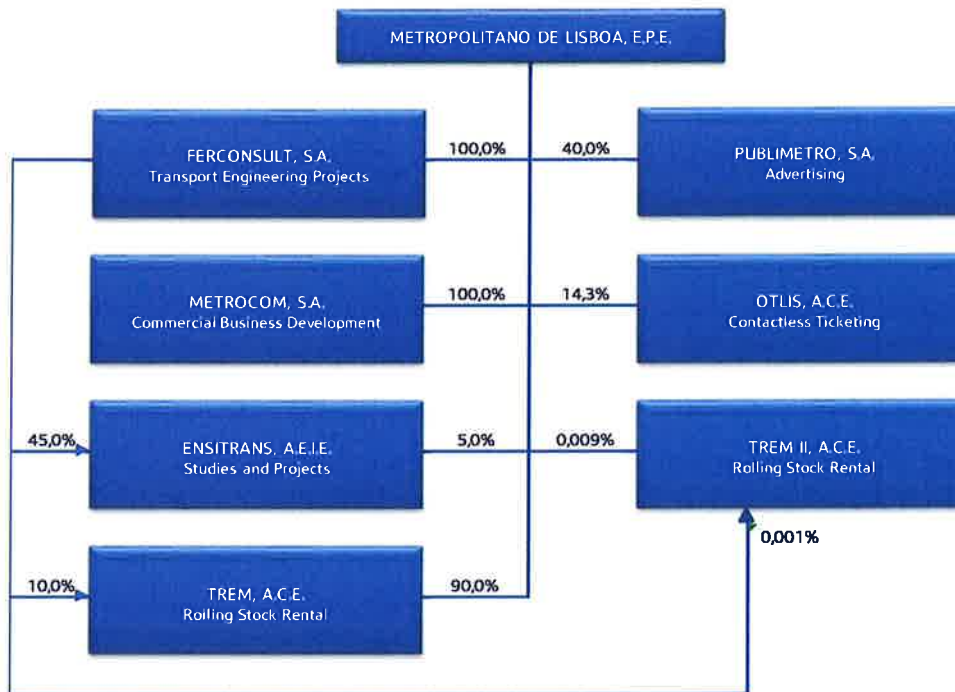 METROPOLITANO DE LISBOA, E.P.E.
FERCONSULT, S.A.
Transport Engineering Projects
100,0%
40,0%
PUBLIMETRO, S.A.
Advertising
METROCOM, S.A.
Commercial Business Development
100,0%
14,3%
OTLIS, A.C.E.
Contactless Ticketing
45,0%
ENSITRANS, A.E.I.E.
Studies and Projects
5,0%
0,009%
TREM II, A.C.E.
Rolling Stock Rental
0,001%
10,0%
TREM, A.C.E.
Rolling Stock Rental
90,0%